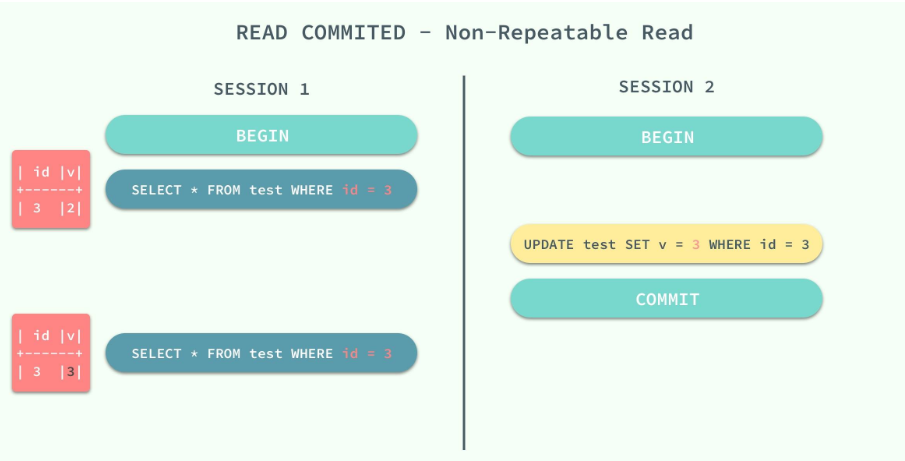 READ COMMITED - Non-Repeatable Read
SESSION 1
BEGIN
| id |v|
+------+
| 3  |2|
SELECT * FROM test WHERE id = 3
| id |v|
+------+
| 3  |3|
SELECT * FROM test WHERE id = 3
SESSION 2
BEGIN
UPDATE test SET v = 3 WHERE id = 3
COMMIT